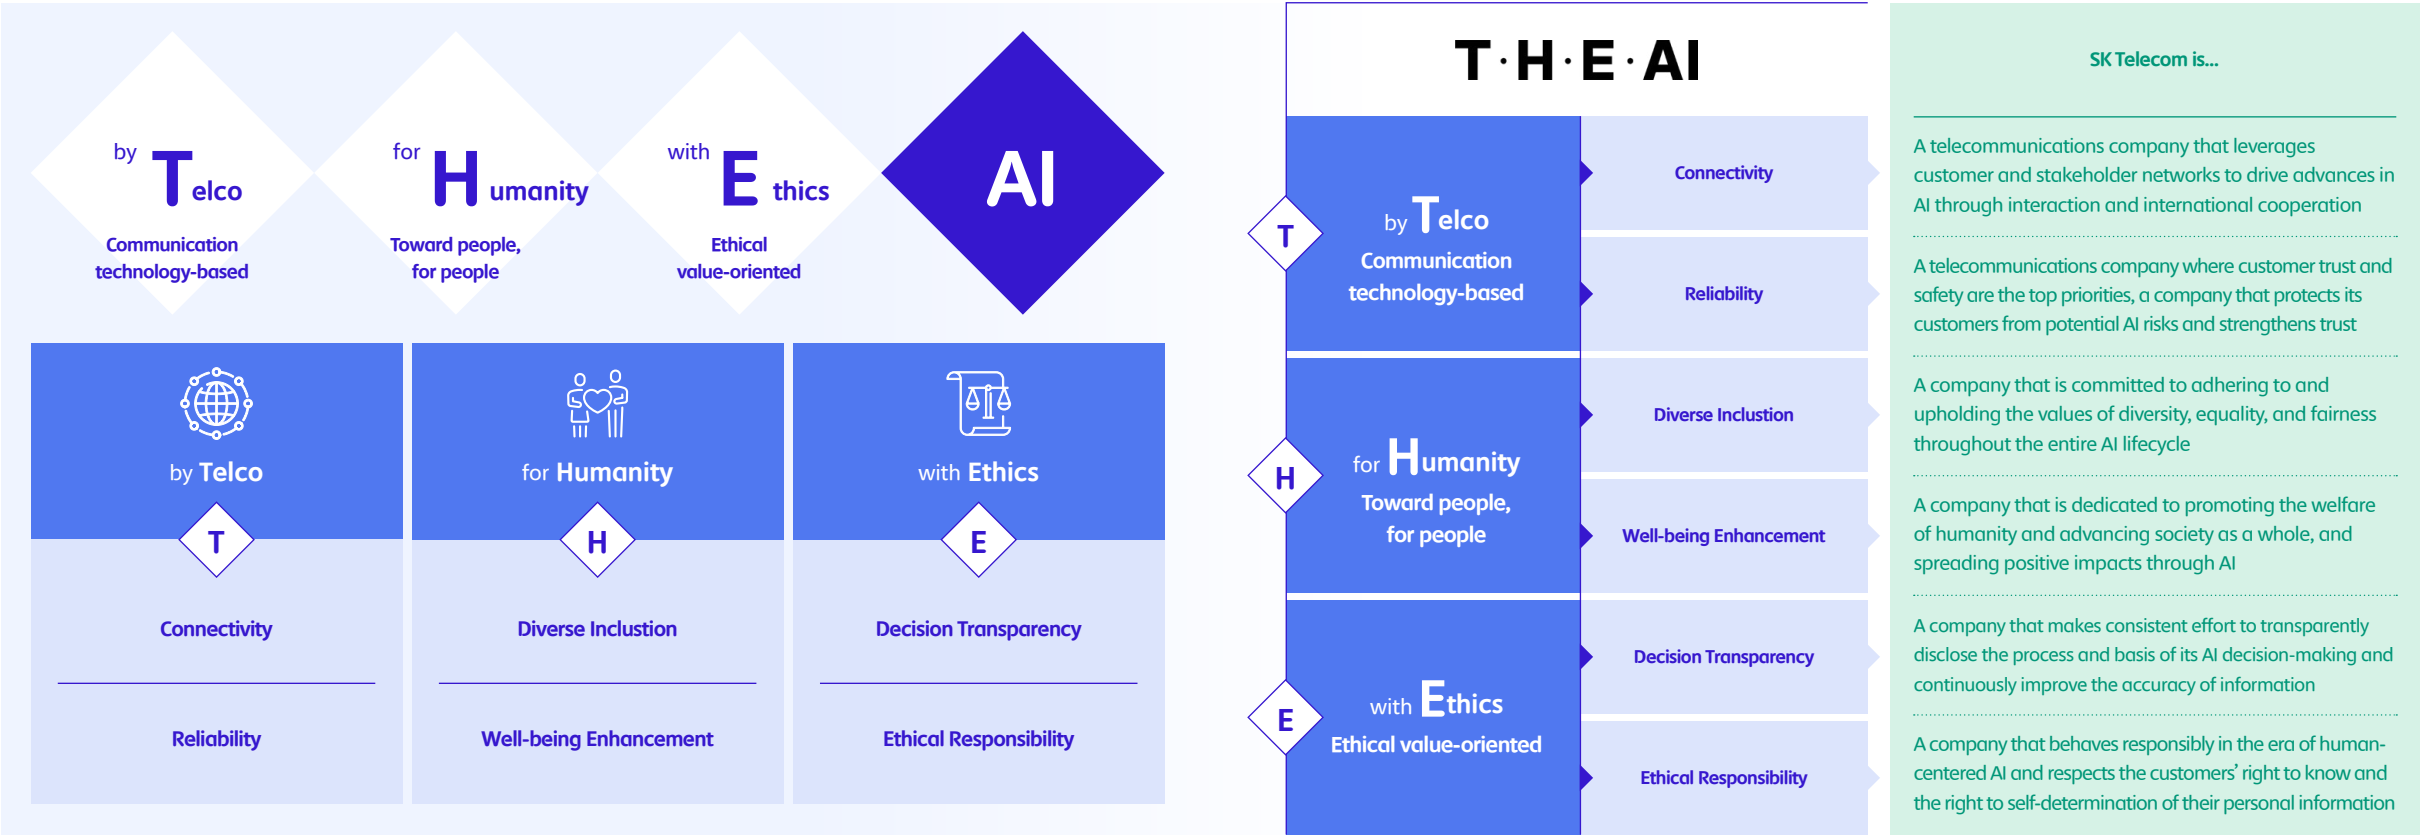 by Telco
Communication
technology-based
for Humanity
Toward people,
for people
with Ethics
Ethical
value-oriented
AI
by Telco
T
Connectivity
Reliability
for Humanity
H
Diverse Inclustion
Well-being Enhancement
with Ethics
E
Decision Transparency
Ethical Responsibility
T·H·E·AI
T
by Telco
Communication
technology-based
Connectivity
Reliability
H
for Humanity
Toward people,
for people
Diverse Inclustion
Well-being Enhancement
E
with Ethics
Ethical value-oriented
Decision Transparency
Ethical Responsibility
SK Telecom is...
A telecommunications company that leverages
customer and stakeholder networks to drive advances in
AI through interaction and international cooperation
A telecommunications company where customer trust and
safety are the top priorities, a company that protects its
customers from potential AI risks and strengthens trust
A company that is committed to adhering to and
upholding the values of diversity, equality, and fairness
throughout the entire AI lifecycle
A company that is dedicated to promoting the welfare
of humanity and advancing society as a whole, and
spreading positive impacts through AI
A company that makes consistent effort to transparently
disclose the process and basis of its AI decision-making and
continuously improve the accuracy of information
A company that behaves responsibly in the era of human-
centered AI and respects the customers’ right to know and
the right to self-determination of their personal information